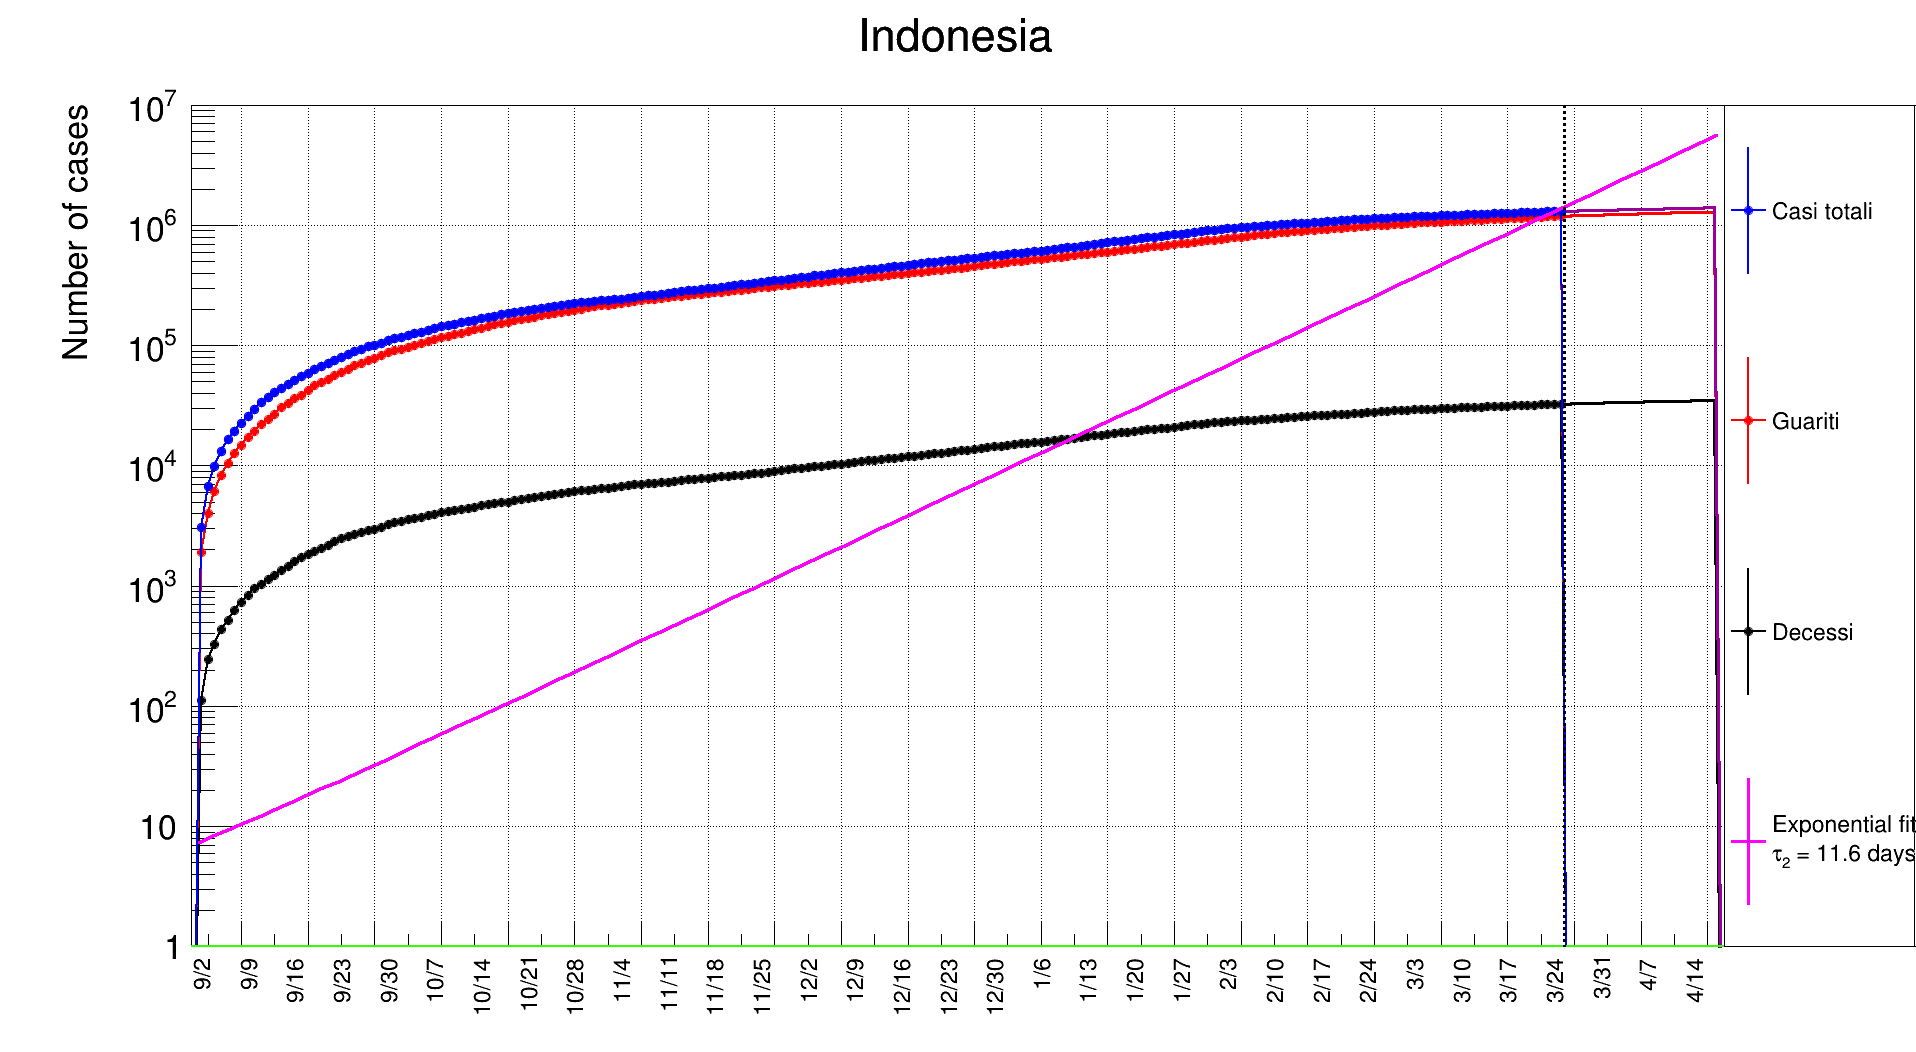 Indonesia
Number of cases
10^7
10^6
10^5
10^4
10^3
10^2
10
1
9/2 9/9 9/16 9/23 9/30 10/7 10/14 10/21 10/28 11/4 11/11 11/18 11/25 12/2 12/9 12/16 12/23 12/30 1/6 1/13 1/20 1/27 2/3 2/10 2/17 2/24 3/3 3/10 3/17 3/24 3/31 4/7 4/14
Casi totali
Guariti
Decessi
Exponential fit
τ₂ = 11.6 days